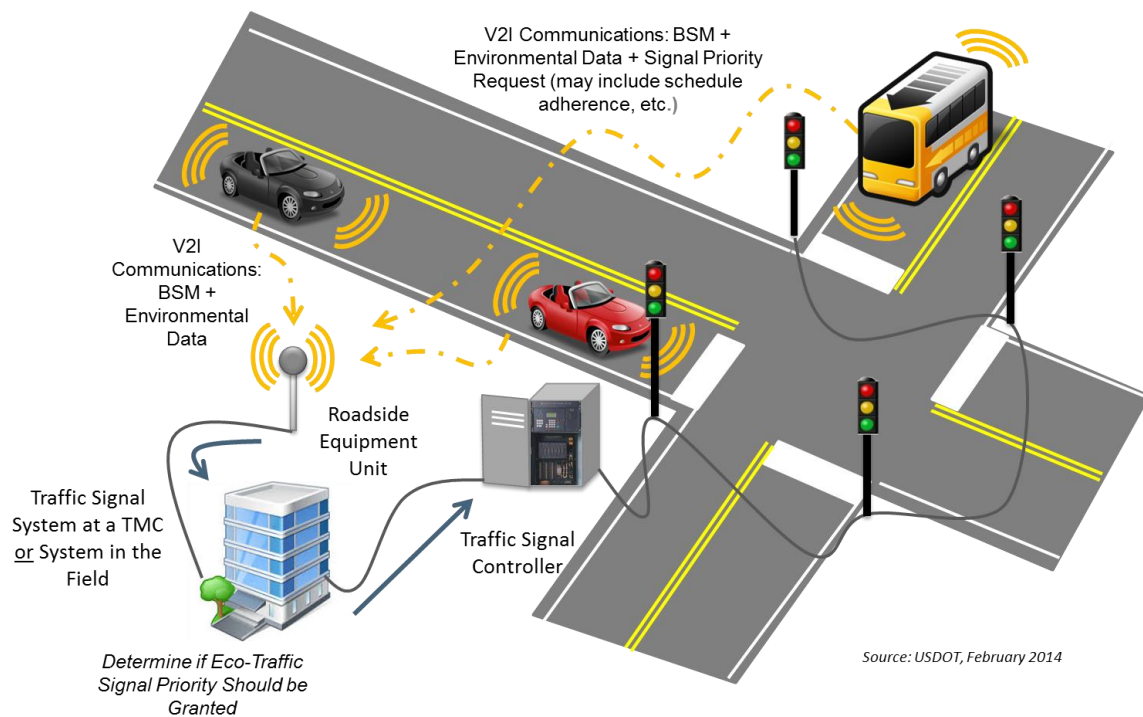 V2I Communications: BSM +
Environmental Data + Signal Priority
Request (may include schedule
adherence, etc.)
V2I
Communications:
BSM +
Environmental
Data
Roadside
Equipment
Unit
Traffic Signal
System at a TMC
or System in the
Field
Traffic Signal
Controller
Determine if Eco-Traffic
Signal Priority Should be
Granted
Source: USDOT, February 2014